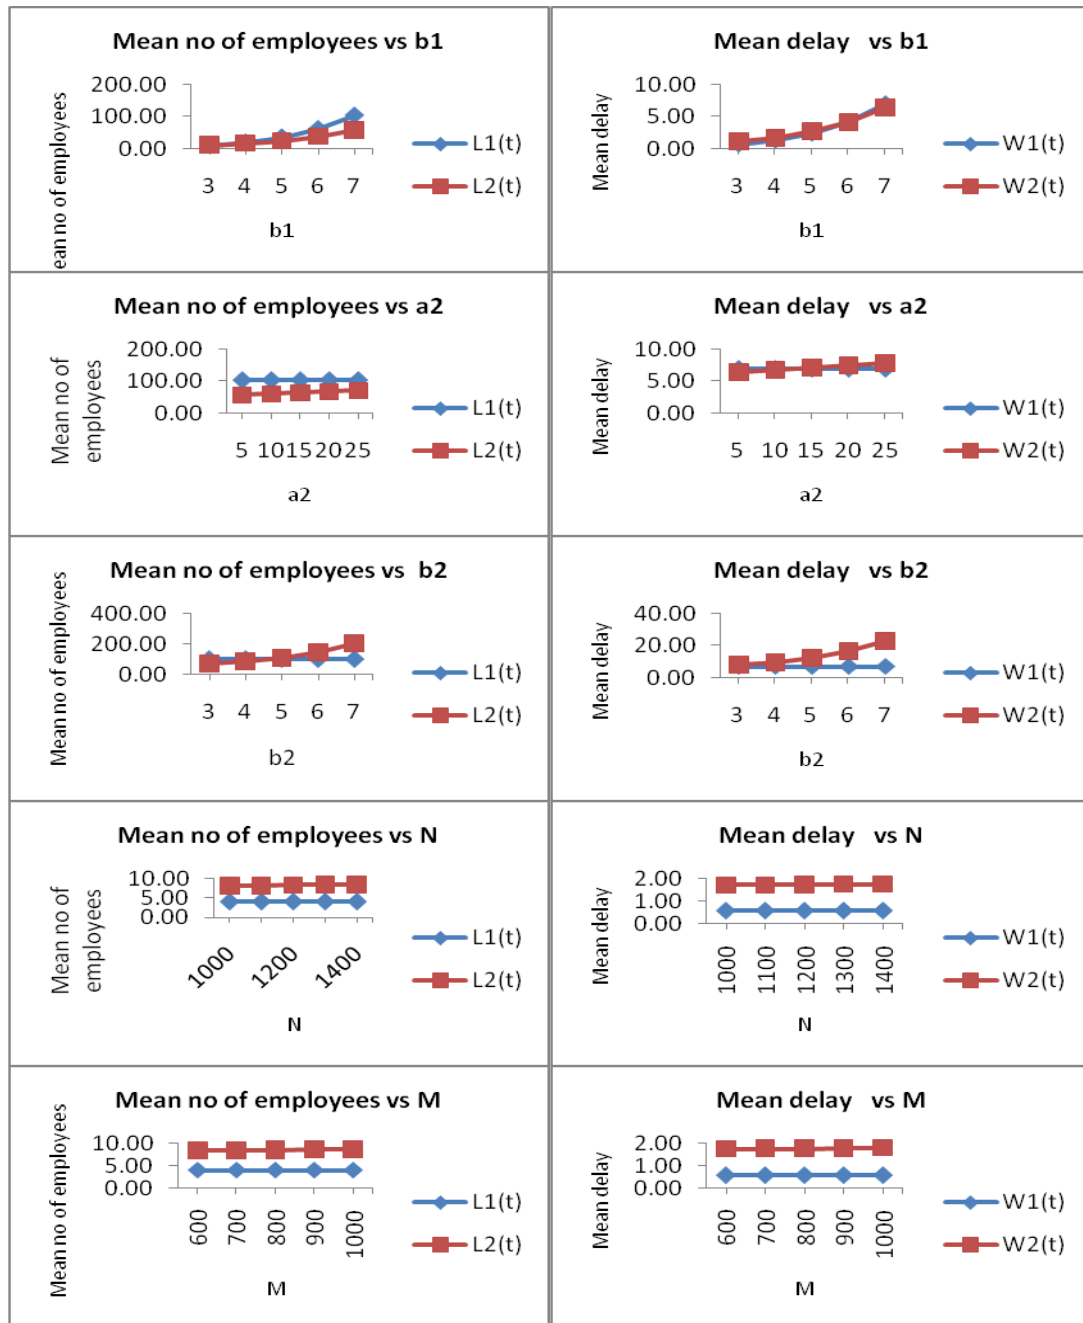 Mean no of employees vs b1
ean no of employees
200.00
100.00
0.00
3 4 5 6 7
b1
L1(t)
L2(t)
Mean delay vs b1
Mean delay
10.00
5.00
0.00
3 4 5 6 7
b1
W1(t)
W2(t)
Mean no of employees vs a2
Mean no of
employees
200.00
100.00
0.00
5 10 15 20 25
a2
L1(t)
L2(t)
Mean delay vs a2
Mean delay
10.00
5.00
0.00
5 10 15 20 25
a2
W1(t)
W2(t)
Mean no of employees vs b2
Mean no of employees
400.00
200.00
0.00
3 4 5 6 7
b2
L1(t)
L2(t)
Mean delay vs b2
Mean delay
40.00
20.00
0.00
3 4 5 6 7
b2
W1(t)
W2(t)
Mean no of employees vs N
Mean no of
employees
10.00
5.00
0.00
1000 1200 1400
N
L1(t)
L2(t)
Mean delay vs N
Mean delay
2.00
1.00
0.00
1000 1100 1200 1300 1400
N
W1(t)
W2(t)
Mean no of employees vs M
Mean no of employees
10.00
5.00
0.00
600 700 800 900 1000
M
L1(t)
L2(t)
Mean delay vs M
Mean delay
2.00
1.00
0.00
600 700 800 900 1000
M
W1(t)
W2(t)